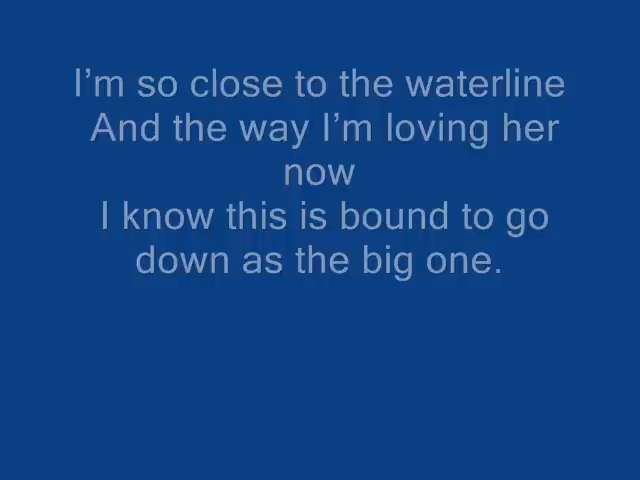 I’m so close to the waterline
And the way I’m loving her
now
I know this is bound to go
down as the big one.